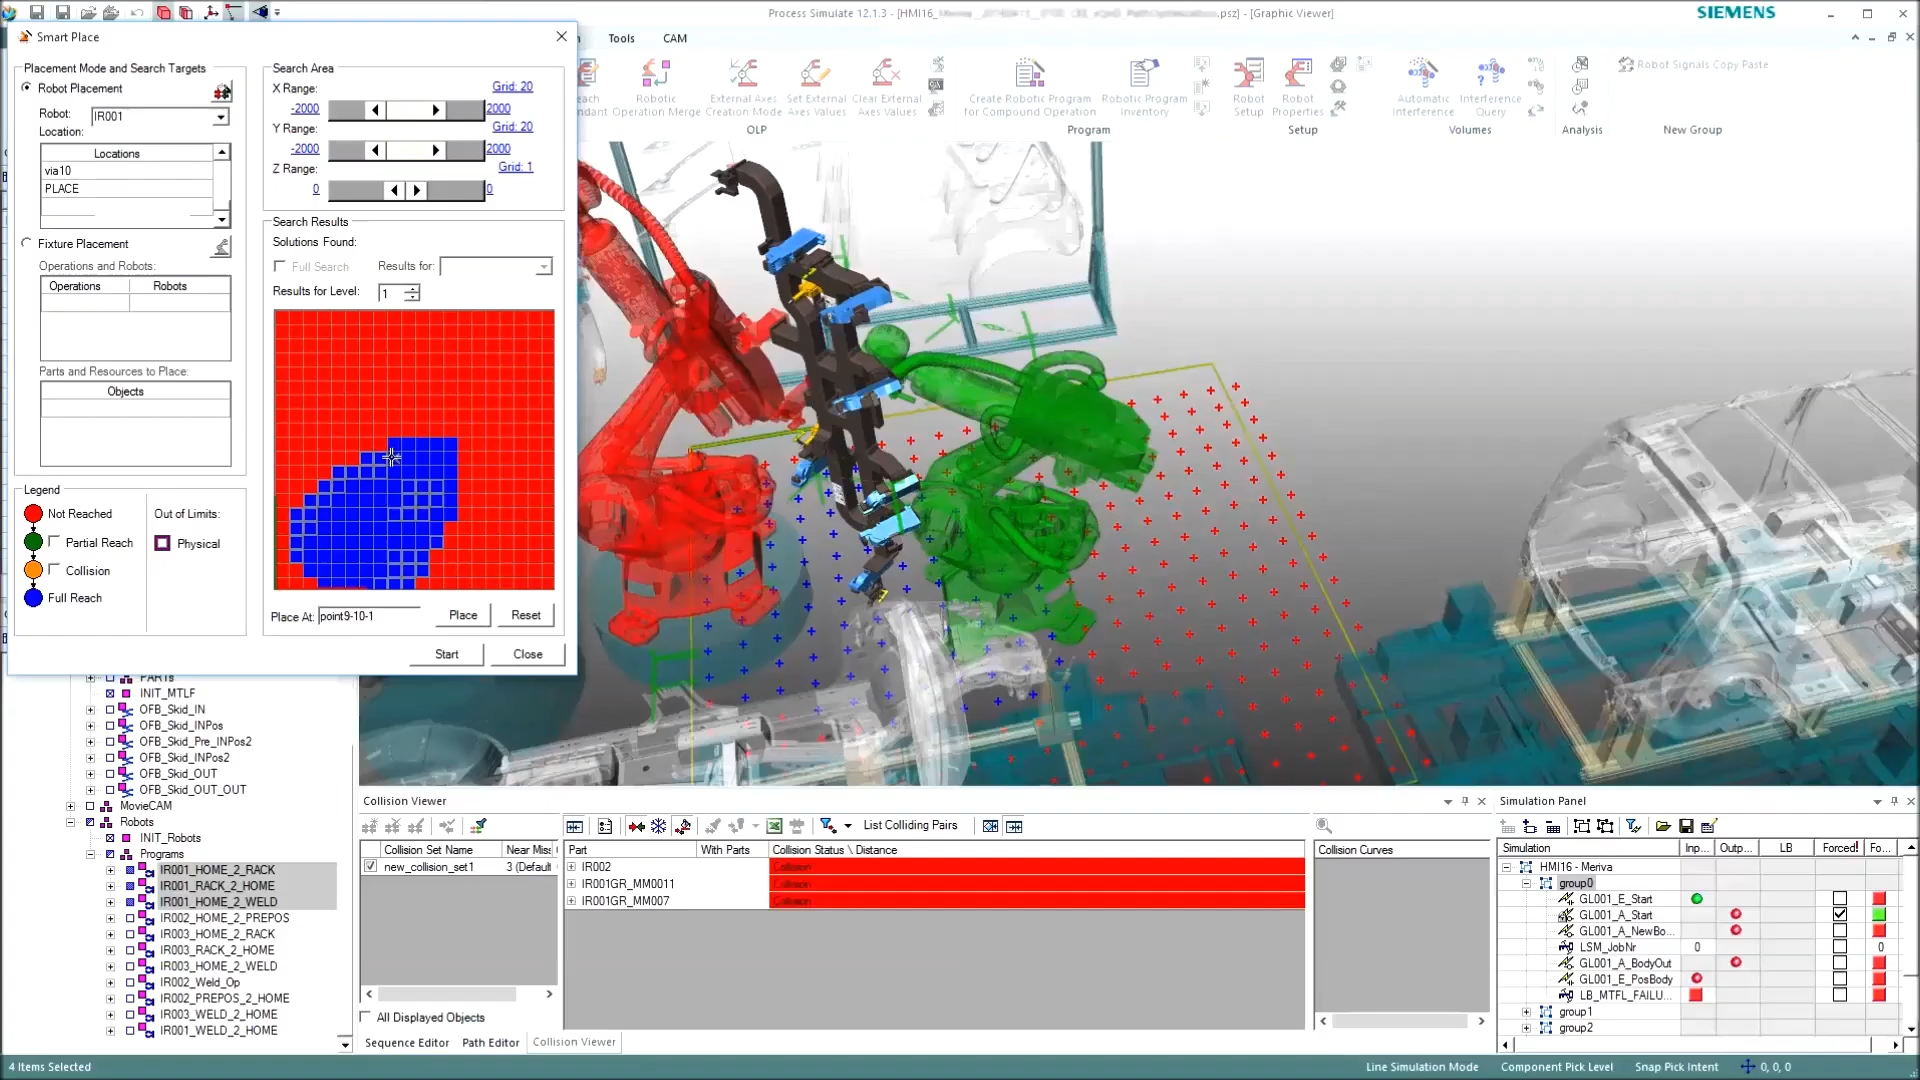 Process Simulate 12.1.3 - [HMI16_
.psz] - [Graphic Viewer]
SIEMENS
Tools
CAM
Robotic Operation Merge
External Axes Creation Mode
Set External Axes Values
Clear External Axes Values
OLP
Create Robotic Program for Compound Operation
Robotic Program Inventory
Program
Robot Setup
Robot Properties
Setup
Automatic Interference
Interference Query
Volumes
Analysis
Robot Signals Copy Paste
New Group
Smart Place
Placement Mode and Search Targets
Robot Placement
Robot: IR001
Location:
Locations
via10
PLACE
Fixture Placement
Operations and Robots:
Operations Robots
Parts and Resources to Place:
Objects
Legend
Not Reached
Partial Reach
Collision
Full Reach
Out of Limits:
Physical
Search Area
X Range: Grid: 20
-2000 2000
Y Range: Grid: 20
-2000 2000
Z Range: Grid: 1
0 0
Search Results
Solutions Found:
Full Search Results for:
Results for Level: 1
Place At: point9-10-1 Place Reset
Start Close
PARTs
INIT_MTLF
OFB_Skid_IN
OFB_Skid_INPos
OFB_Skid_Pre_INPos2
OFB_Skid_INPos2
OFB_Skid_OUT
OFB_Skid_OUT_OUT
MovieCAM
Robots
INIT_Robots
Programs
IR001_HOME_2_RACK
IR001_RACK_2_HOME
IR001_HOME_2_WELD
IR002_HOME_2_PREPOS
IR003_HOME_2_RACK
IR003_RACK_2_HOME
IR003_HOME_2_WELD
IR002_Weld_Op
IR002_PREPOS_2_HOME
IR003_WELD_2_HOME
IR001_WELD_2_HOME
Collision Viewer
List Colliding Pairs
Collision Set Name Near Miss
new_collision_set1 3 (Default
All Displayed Objects
Part With Parts Collision Status \ Distance
IR002 Collision
IR001GR_MM0011 Collision
IR001GR_MM007 Collision
Collision Curves
Sequence Editor Path Editor Collision Viewer
Simulation Panel
Simulation Inp... Outp... LB Forced! Fo...
HMI16 - Meriva
group0
GL001_E_Start
GL001_A_Start
GL001_A_NewBo...
LSM_JobNr 0 0
GL001_A_BodyOut
GL001_E_PosBody
LB_MTFL_FAILU...
group1
group2
4 Items Selected
Line Simulation Mode Component Pick Level Snap Pick Intent 0, 0, 0